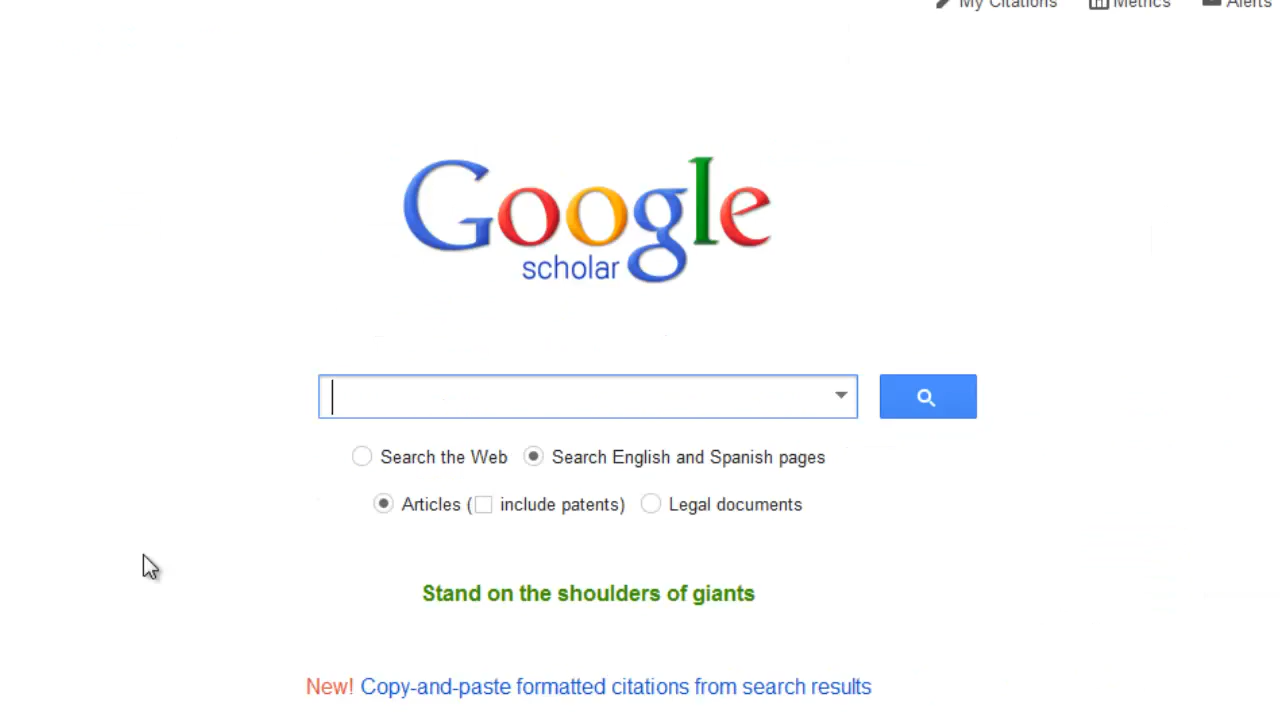 My Citations Metrics Alerts
Google
scholar
Search the Web Search English and Spanish pages
Articles ( include patents) Legal documents
Stand on the shoulders of giants
New! Copy-and-paste formatted citations from search results